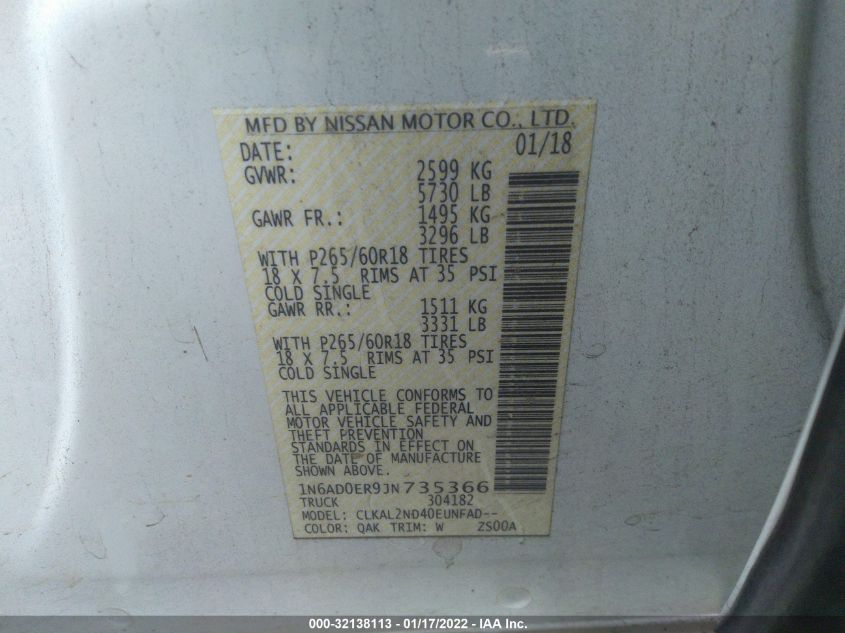 MFD BY NISSAN MOTOR CO., LTD.
DATE: 01/18
GVWR: 2599 KG
5730 LB
GAWR FR.: 1495 KG
3296 LB
WITH P265/60R18 TIRES
18 X 7.5 RIMS AT 35 PSI
COLD SINGLE
GAWR RR.: 1511 KG
3331 LB
WITH P265/60R18 TIRES
18 X 7.5 RIMS AT 35 PSI
COLD SINGLE
THIS VEHICLE CONFORMS TO
ALL APPLICABLE FEDERAL
MOTOR VEHICLE SAFETY AND
THEFT PREVENTION
STANDARDS IN EFFECT ON
THE DATE OF MANUFACTURE
SHOWN ABOVE.
1N6AD0ER9JN735366
TRUCK 304182
MODEL: CLKAL2ND40EUNFAD--
COLOR: QAK TRIM: W ZS00A
000-32138113 - 01/17/2022 - IAA Inc.